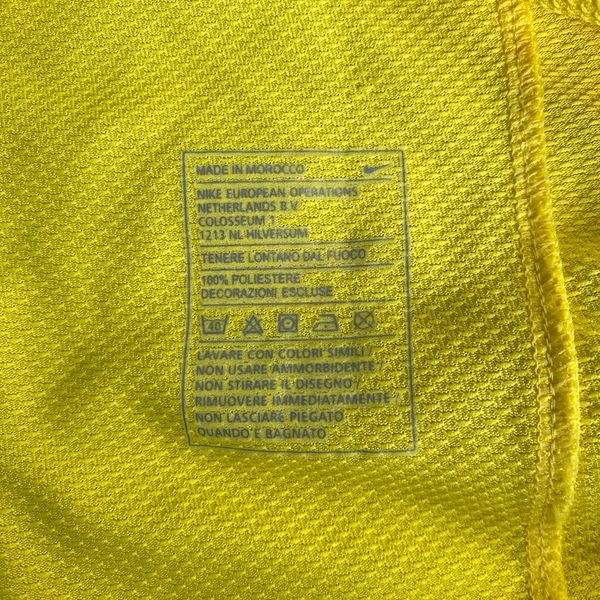 MADE IN MOROCCO
NIKE EUROPEAN OPERATIONS
NETHERLANDS B.V.
COLOSSEUM 1
1213 NL HILVERSUM
TENERE LONTANO DAL FUOCO
100% POLIESTERE
DECORAZIONI ESCLUSE
40
LAVARE CON COLORI SIMILI/
NON USARE AMMORBIDENTE/
NON STIRARE IL DISEGNO/
RIMUOVERE IMMEDIATAMENTE/
NON LASCIARE PIEGATO
QUANDO'E BAGNATO